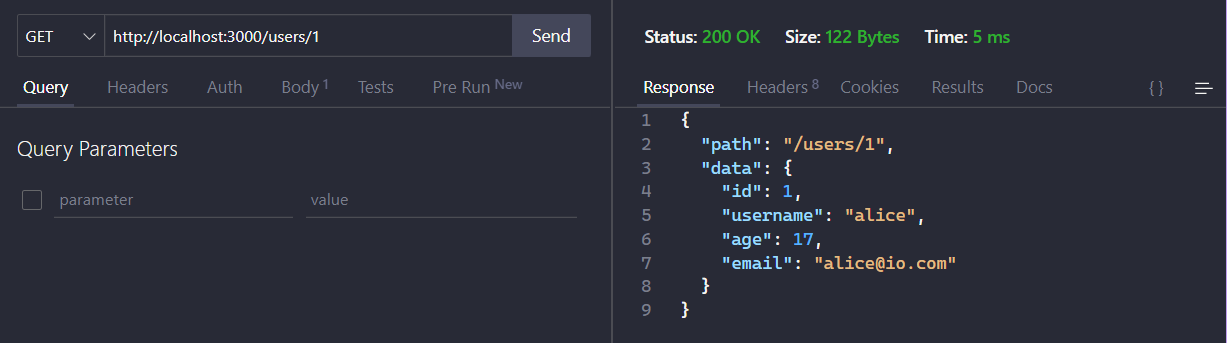 GET http://localhost:3000/users/1 Send
Query Headers Auth Body 1 Tests Pre Run New
Query Parameters
parameter value
Status: 200 OK Size: 122 Bytes Time: 5 ms
Response Headers 8 Cookies Results Docs { }
1 {
2 "path": "/users/1",
3 "data": {
4 "id": 1,
5 "username": "alice",
6 "age": 17,
7 "email": "alice@io.com"
8 }
9 }